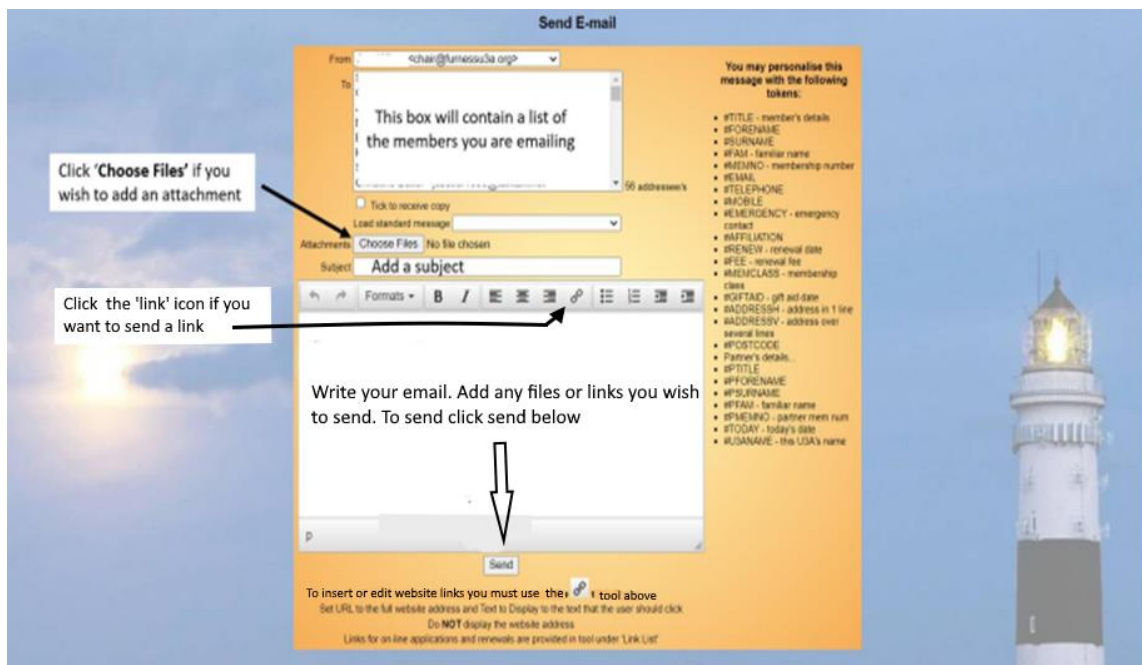 Send E-mail
From <chair@furnessu3a.org>
To
This box will contain a list of
the members you are emailing
56 addressee/s
Tick to receive copy
Load standard message
Attachments Choose Files No file chosen
Subject Add a subject
Formats B I
Write your email. Add any files or links you wish
to send. To send click send below
p
Send
To insert or edit website links you must use the tool above
Set URL to the full website address and Text to Display to the text that the user should click
Do NOT display the website address
Links for on line applications and renewals are provided in tool under 'Link List'
Click 'Choose Files' if you
wish to add an attachment
Click the 'link' icon if you
want to send a link
You may personalise this
message with the following
tokens:
#TITLE - member's details
#FORENAME
#SURNAME
#FAM - familiar name
#MEMNO - membership number
#EMAIL
#TELEPHONE
#MOBILE
#EMERGENCY - emergency
contact
#AFFILIATION
#RENEW - renewal date
#FEE - renewal fee
#MEMCLASS - membership
class
#GIFTAID - gift aid date
#ADDRESSH - address in 1 line
#ADDRESSV - address over
several lines
#POSTCODE
Partner's details...
#PTITLE
#PFORENAME
#PSURNAME
#PFAM - familiar name
#PMEMNO - partner mem num
#TODAY - today's date
#U3ANAME - this U3A's name